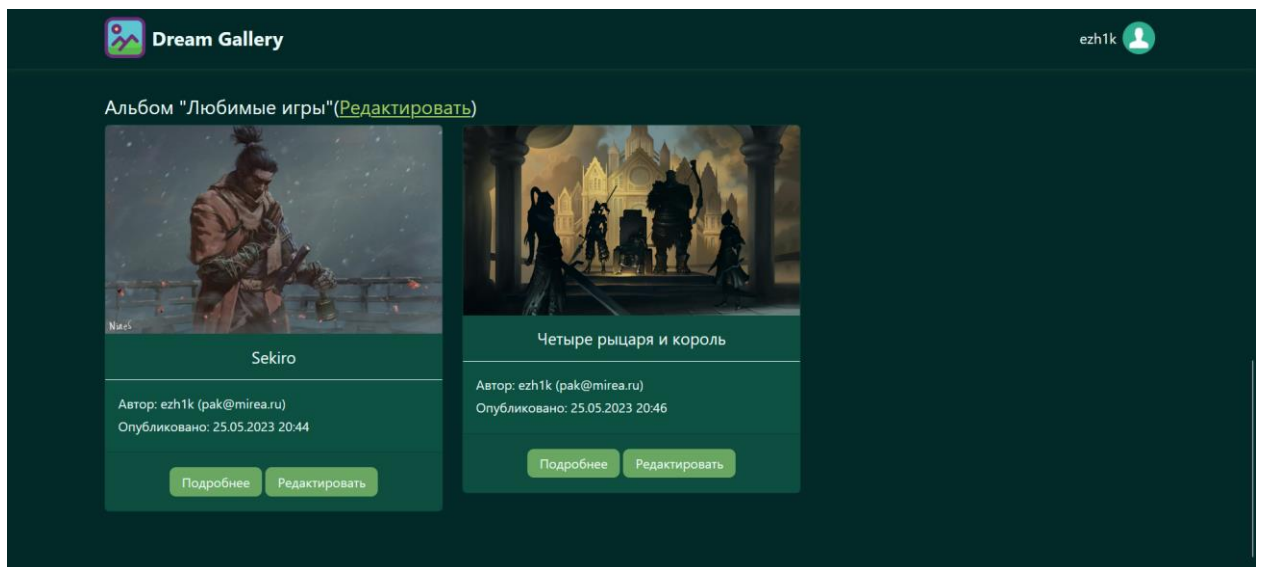 Dream Gallery
ezh1k
Альбом "Любимые игры"(Редактировать)
Sekiro
Автор: ezh1k (pak@mirea.ru)
Опубликовано: 25.05.2023 20:44
Подробнее Редактировать
Четыре рыцаря и король
Автор: ezh1k (pak@mirea.ru)
Опубликовано: 25.05.2023 20:46
Подробнее Редактировать